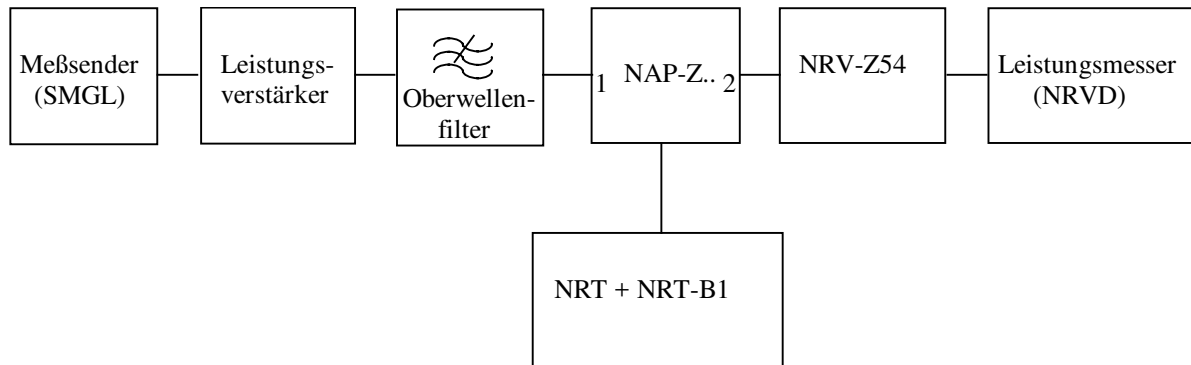 Meßsender
(SMGL)
Leistungs-
verstärker
Oberwellen-
filter
1 NAP-Z.. 2
NRV-Z54
Leistungsmesser
(NRVD)
NRT + NRT-B1